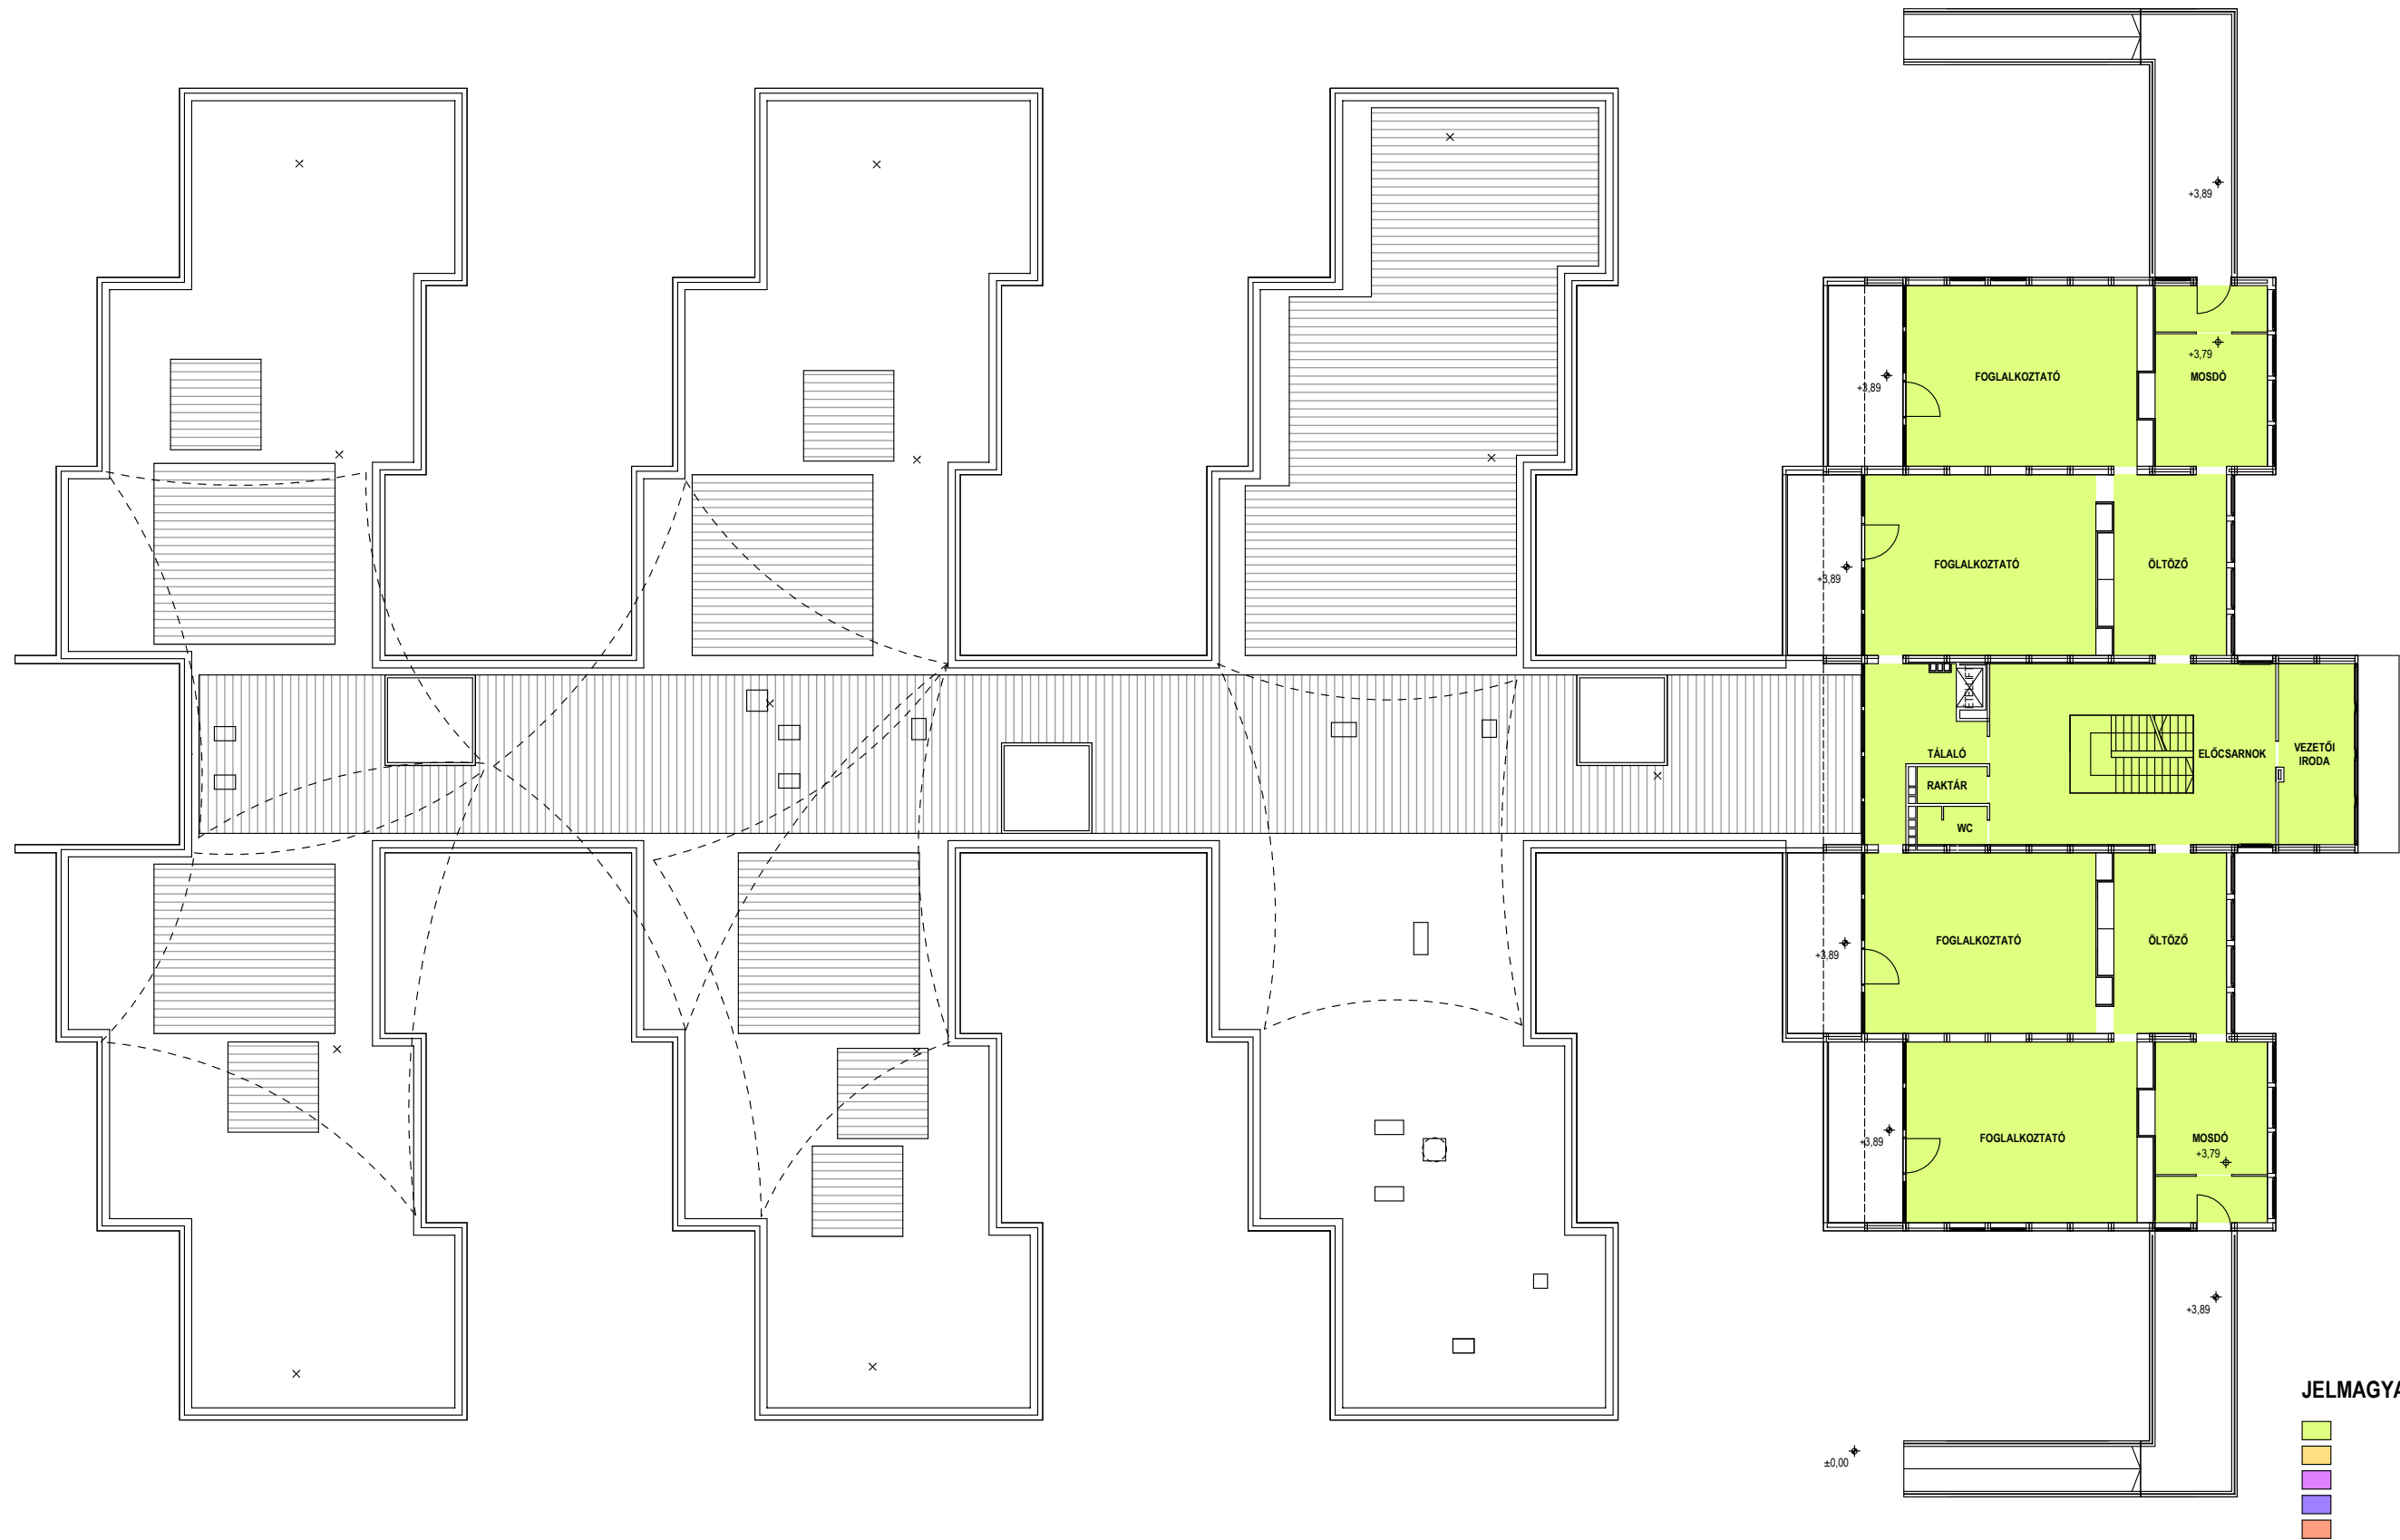 +3,89
+3,79
FOGLALKOZTATÓ
MOSDÓ
+3,89
FOGLALKOZTATÓ
ÖLTÖZŐ
+3,89
ÉTELLIFT
TÁLALÓ
ELŐCSARNOK
VEZETŐI
IRODA
RAKTÁR
WC
FOGLALKOZTATÓ
ÖLTÖZŐ
+3,89
FOGLALKOZTATÓ
MOSDÓ
+3,89
+3,79
+3,89
JELMAGYA
±0,00